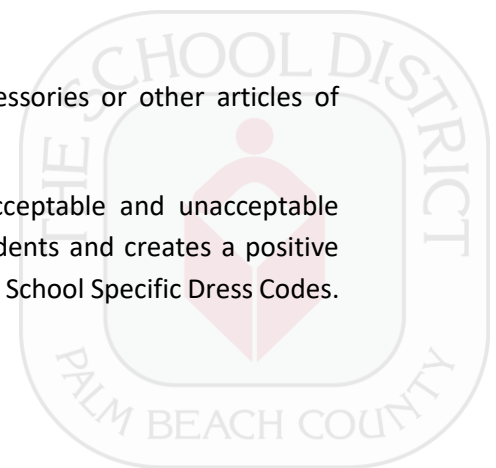 essories or other articles of
cceptable and unacceptable
dents and creates a positive
School Specific Dress Codes.
THE SCHOOL DISTRICT
PALM BEACH COUNTY